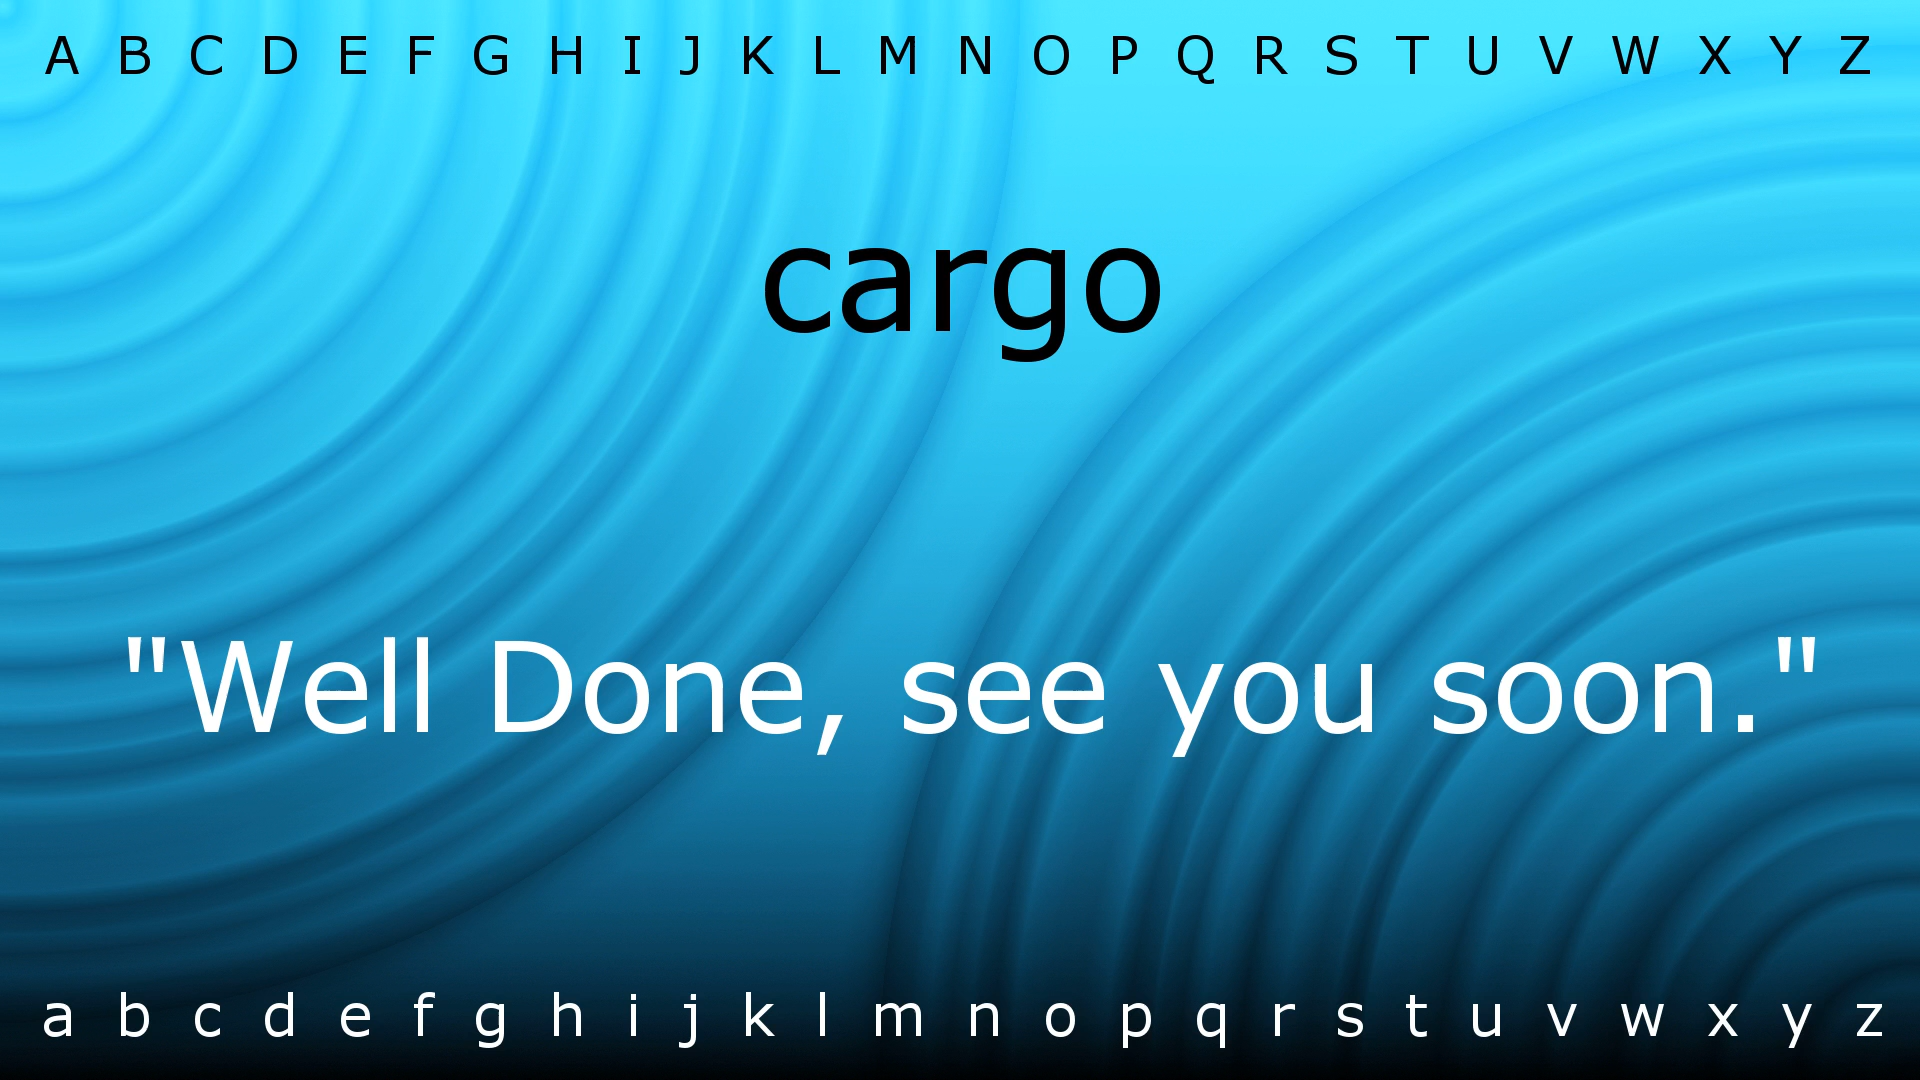 A B C D E F G H I J K L M N O P Q R S T U V W X Y Z
cargo
"Well Done, see you soon."
a b c d e f g h i j k l m n o p q r s t u v w x y z